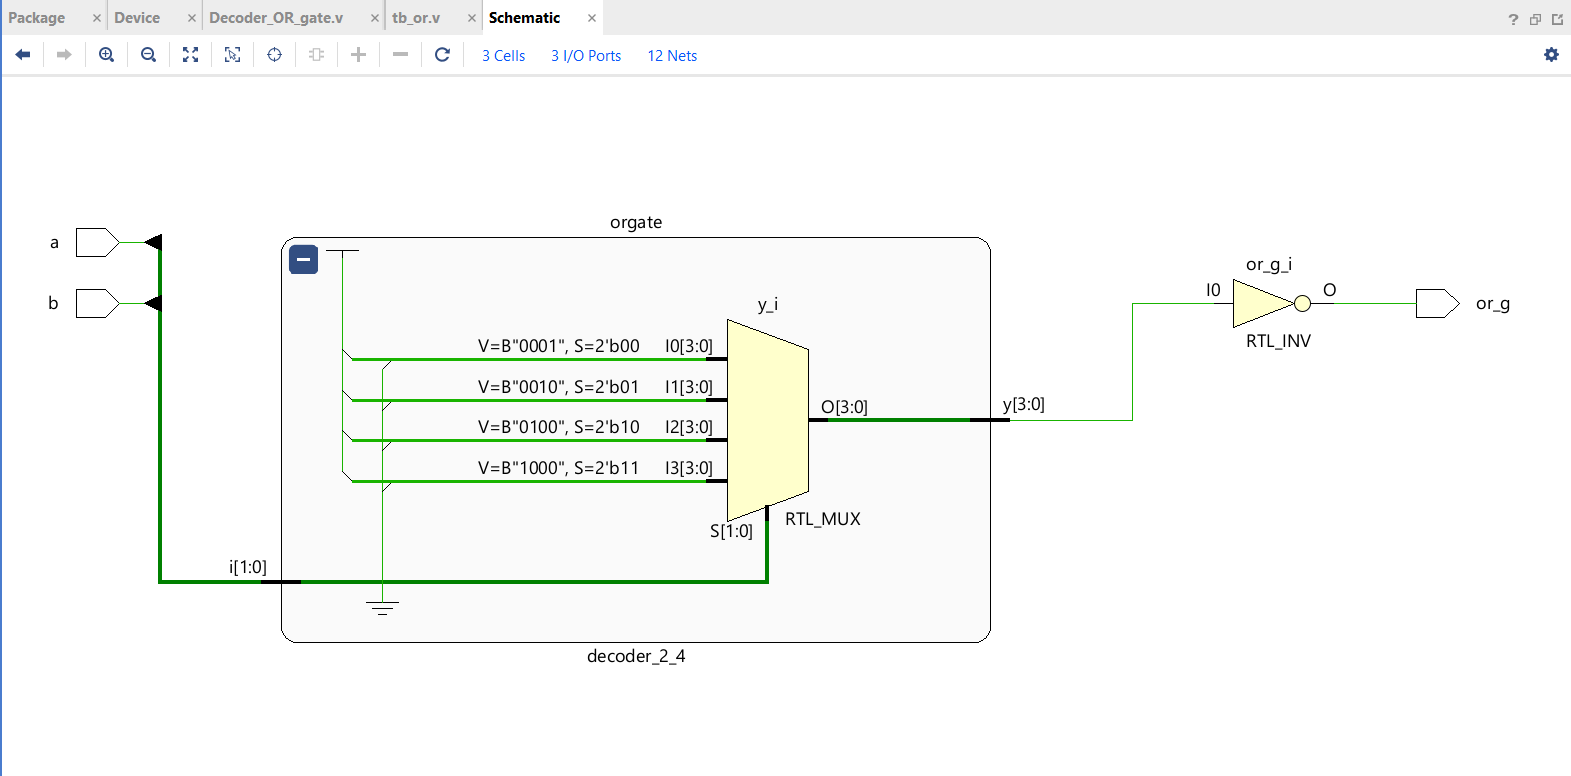 Package Device Decoder_OR_gate.v tb_or.v Schematic
3 Cells 3 I/O Ports 12 Nets
orgate
a
b
y_i
or_g_i
I0 O
or_g
RTL_INV
V=B"0001", S=2'b00 I0[3:0]
V=B"0010", S=2'b01 I1[3:0]
V=B"0100", S=2'b10 I2[3:0]
V=B"1000", S=2'b11 I3[3:0]
O[3:0]
y[3:0]
S[1:0]
RTL_MUX
i[1:0]
decoder_2_4